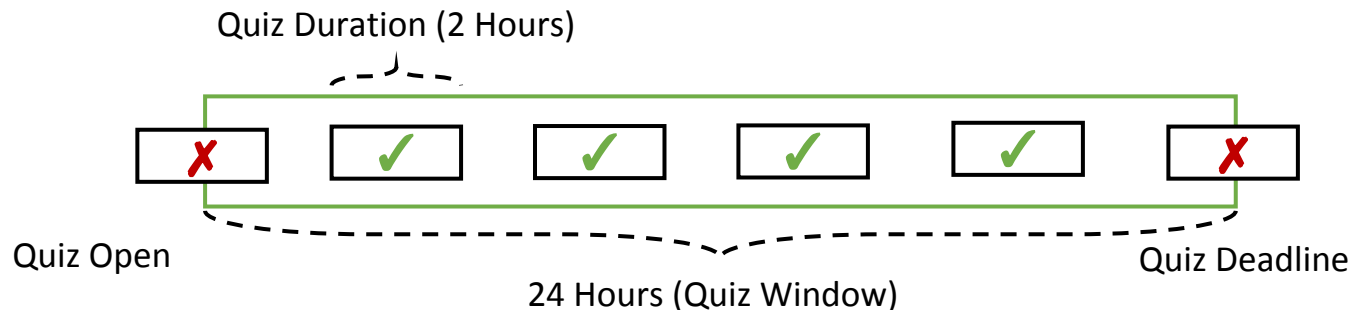 Quiz Duration (2 Hours)
✗ ✓ ✓ ✓ ✓ ✗
Quiz Open
Quiz Deadline
24 Hours (Quiz Window)